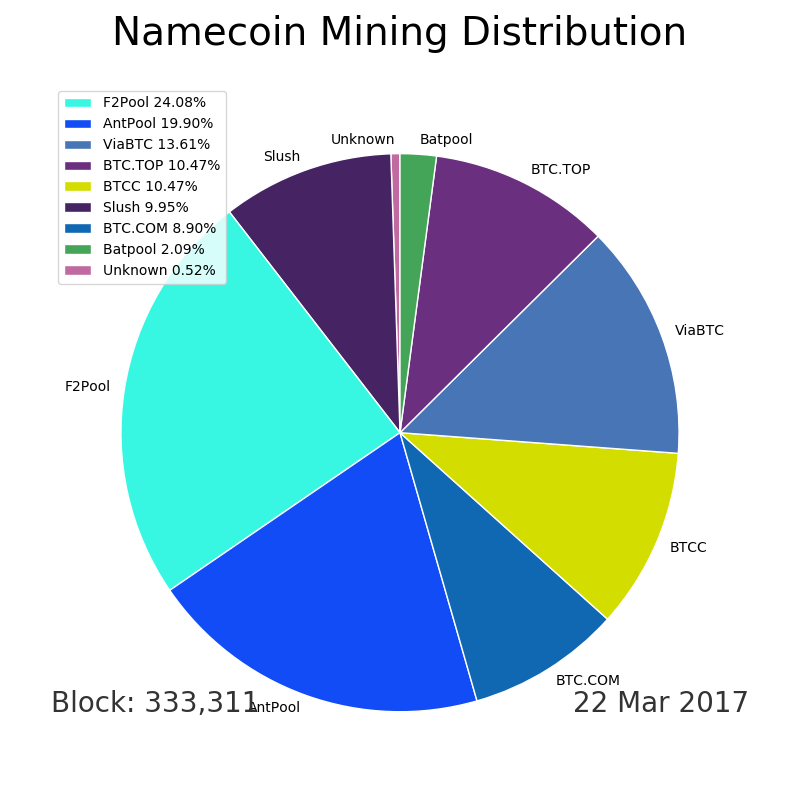 Namecoin Mining Distribution
F2Pool 24.08%
AntPool 19.90%
ViaBTC 13.61%
BTC.TOP 10.47%
BTCC 10.47%
Slush 9.95%
BTC.COM 8.90%
Batpool 2.09%
Unknown 0.52%
Unknown
Batpool
Slush
BTC.TOP
ViaBTC
F2Pool
BTCC
BTC.COM
AntPool
Block: 333,311
22 Mar 2017